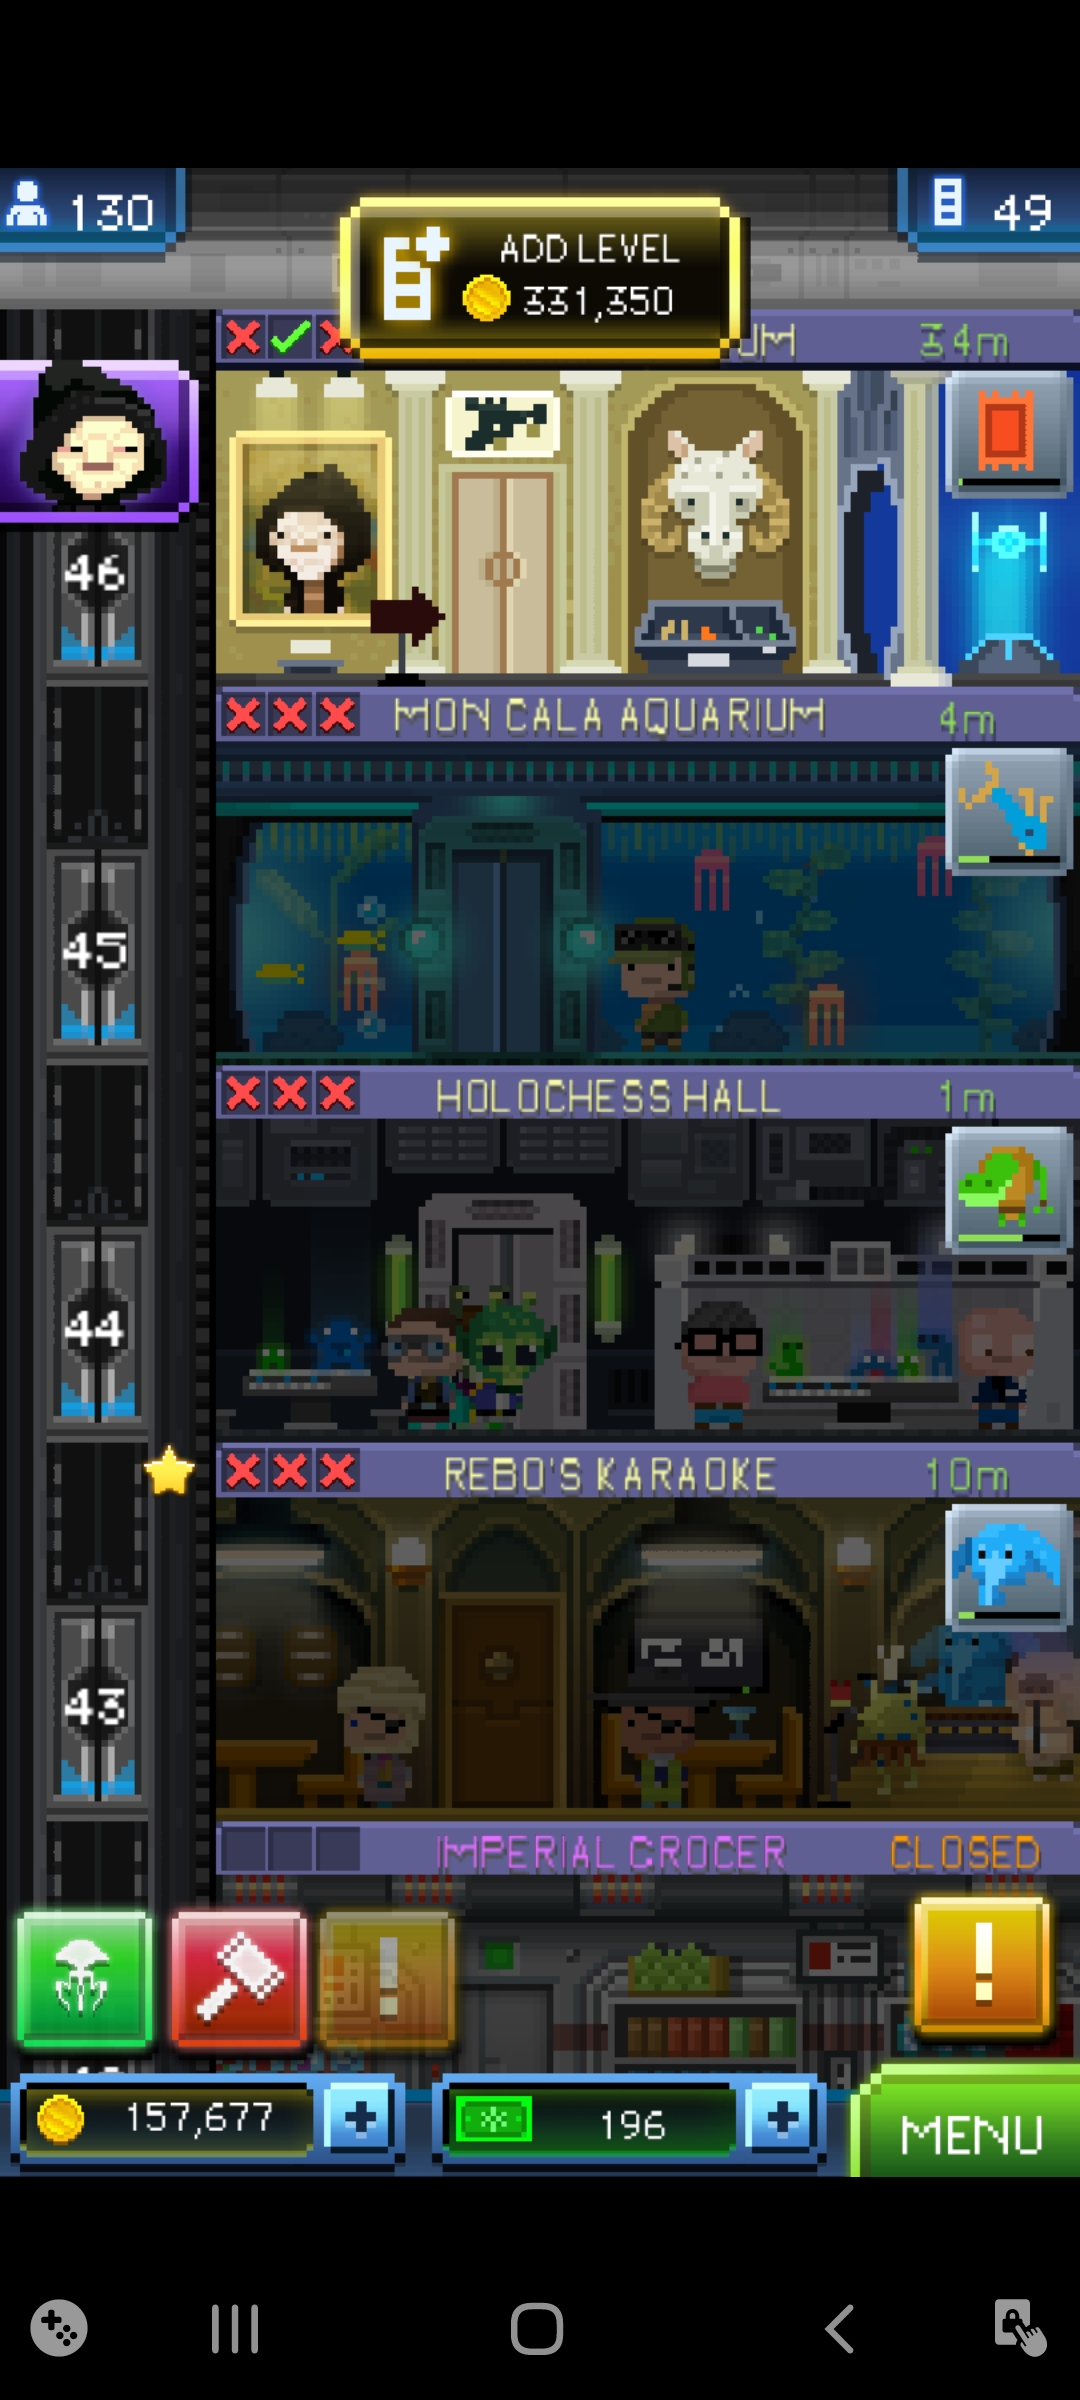 130
49
ADD LEVEL
331,350
UM
34m
46
MON CALA AQUARIUM
4m
45
HOLOCHESS HALL
1m
44
REBO'S KARAOKE
10m
43
IMPERIAL GROCER
CLOSED
!
!
157,677
+
196
+
MENU